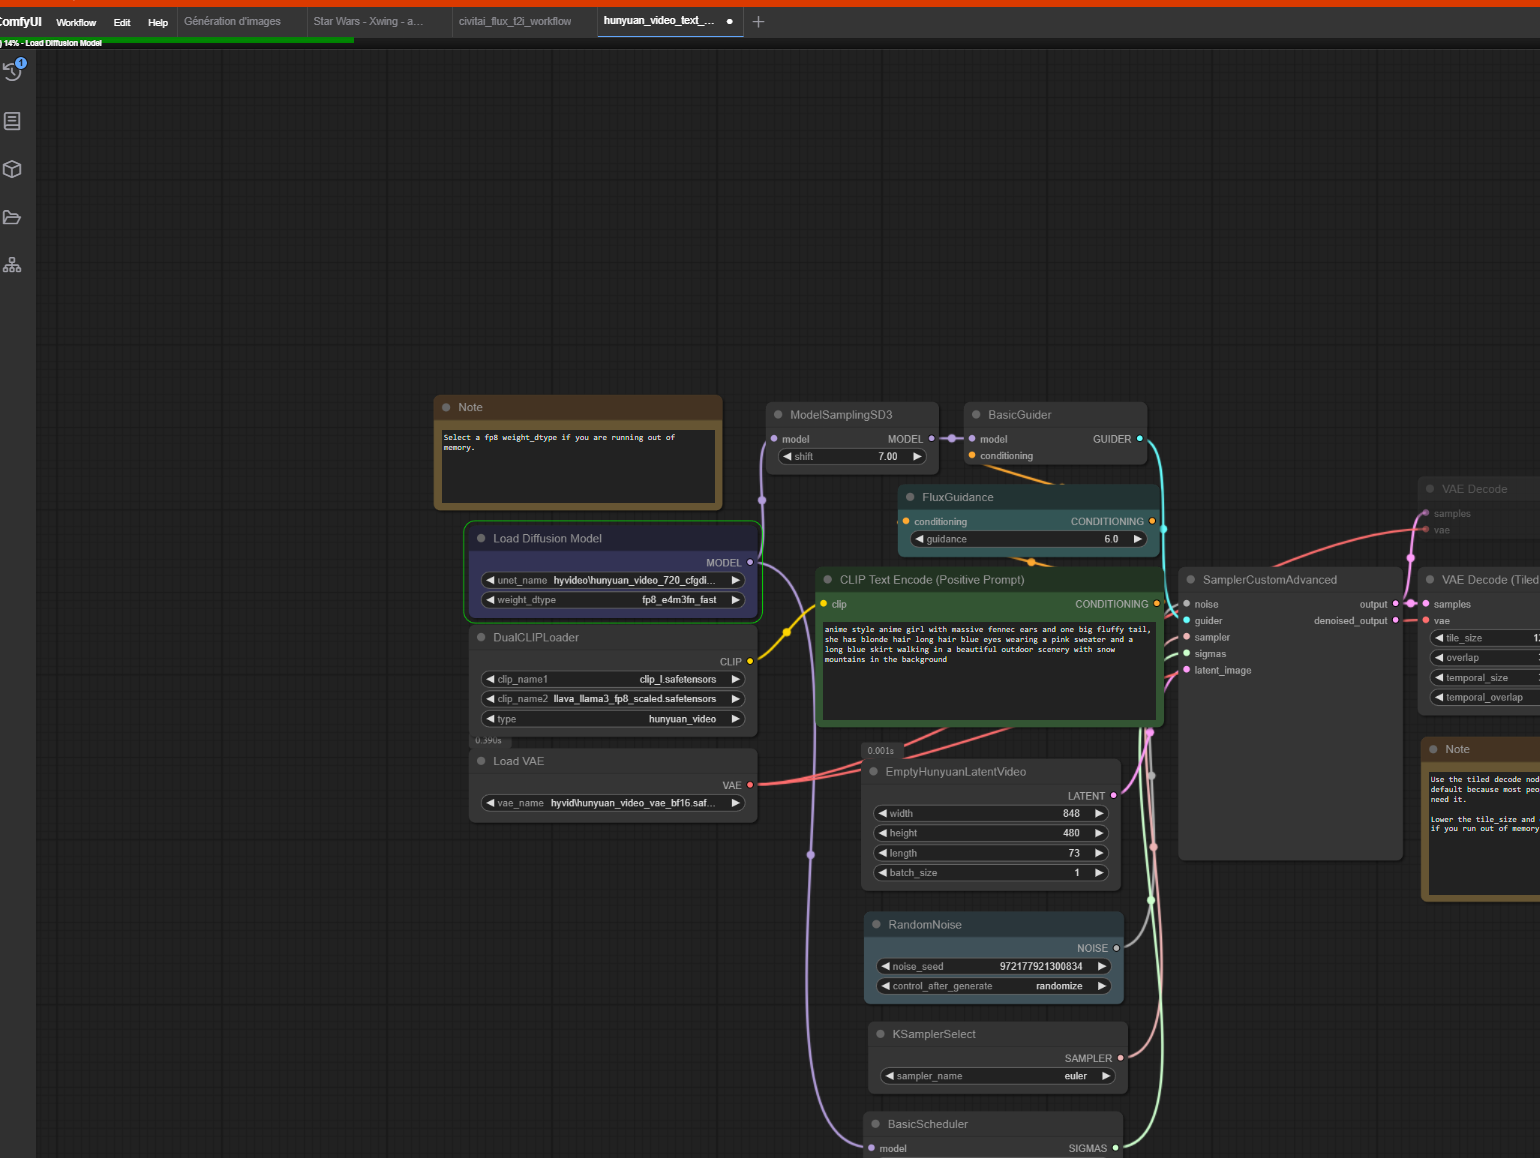 ComfyUI
Workflow
Edit
Help
Génération d'images
Star Wars - Xwing - a...
civitai_flux_t2i_workflow
hunyuan_video_text_...
14% - Load Diffusion Model
1
Note
Select a fp8 weight_dtype if you are running out of
memory.
ModelSamplingSD3
model
MODEL
shift
7.00
BasicGuider
model
GUIDER
conditioning
FluxGuidance
conditioning
CONDITIONING
guidance
6.0
Load Diffusion Model
MODEL
unet_name
hyvideo\hunyuan_video_720_cfgdi...
weight_dtype
fp8_e4m3fn_fast
DualCLIPLoader
CLIP
clip_name1
clip_l.safetensors
clip_name2
llava_llama3_fp8_scaled.safetensors
type
hunyuan_video
0.390s
Load VAE
VAE
vae_name
hyvid\hunyuan_video_vae_bf16.saf...
CLIP Text Encode (Positive Prompt)
clip
CONDITIONING
anime style anime girl with massive fennec ears and one big fluffy tail,
she has blonde hair long hair blue eyes wearing a pink sweater and a
long blue skirt walking in a beautiful outdoor scenery with snow
mountains in the background
0.001s
EmptyHunyuanLatentVideo
LATENT
width
848
height
480
length
73
batch_size
1
RandomNoise
NOISE
noise_seed
972177921300834
control_after_generate
randomize
KSamplerSelect
SAMPLER
sampler_name
euler
BasicScheduler
model
SIGMAS
SamplerCustomAdvanced
noise
output
guider
denoised_output
sampler
sigmas
latent_image
VAE Decode
samples
vae
VAE Decode (Tiled
samples
vae
tile_size
overlap
temporal_size
temporal_overlap
Note
Use the tiled decode nod
default because most peo
need it.
Lower the tile_size and
if you run out of memory